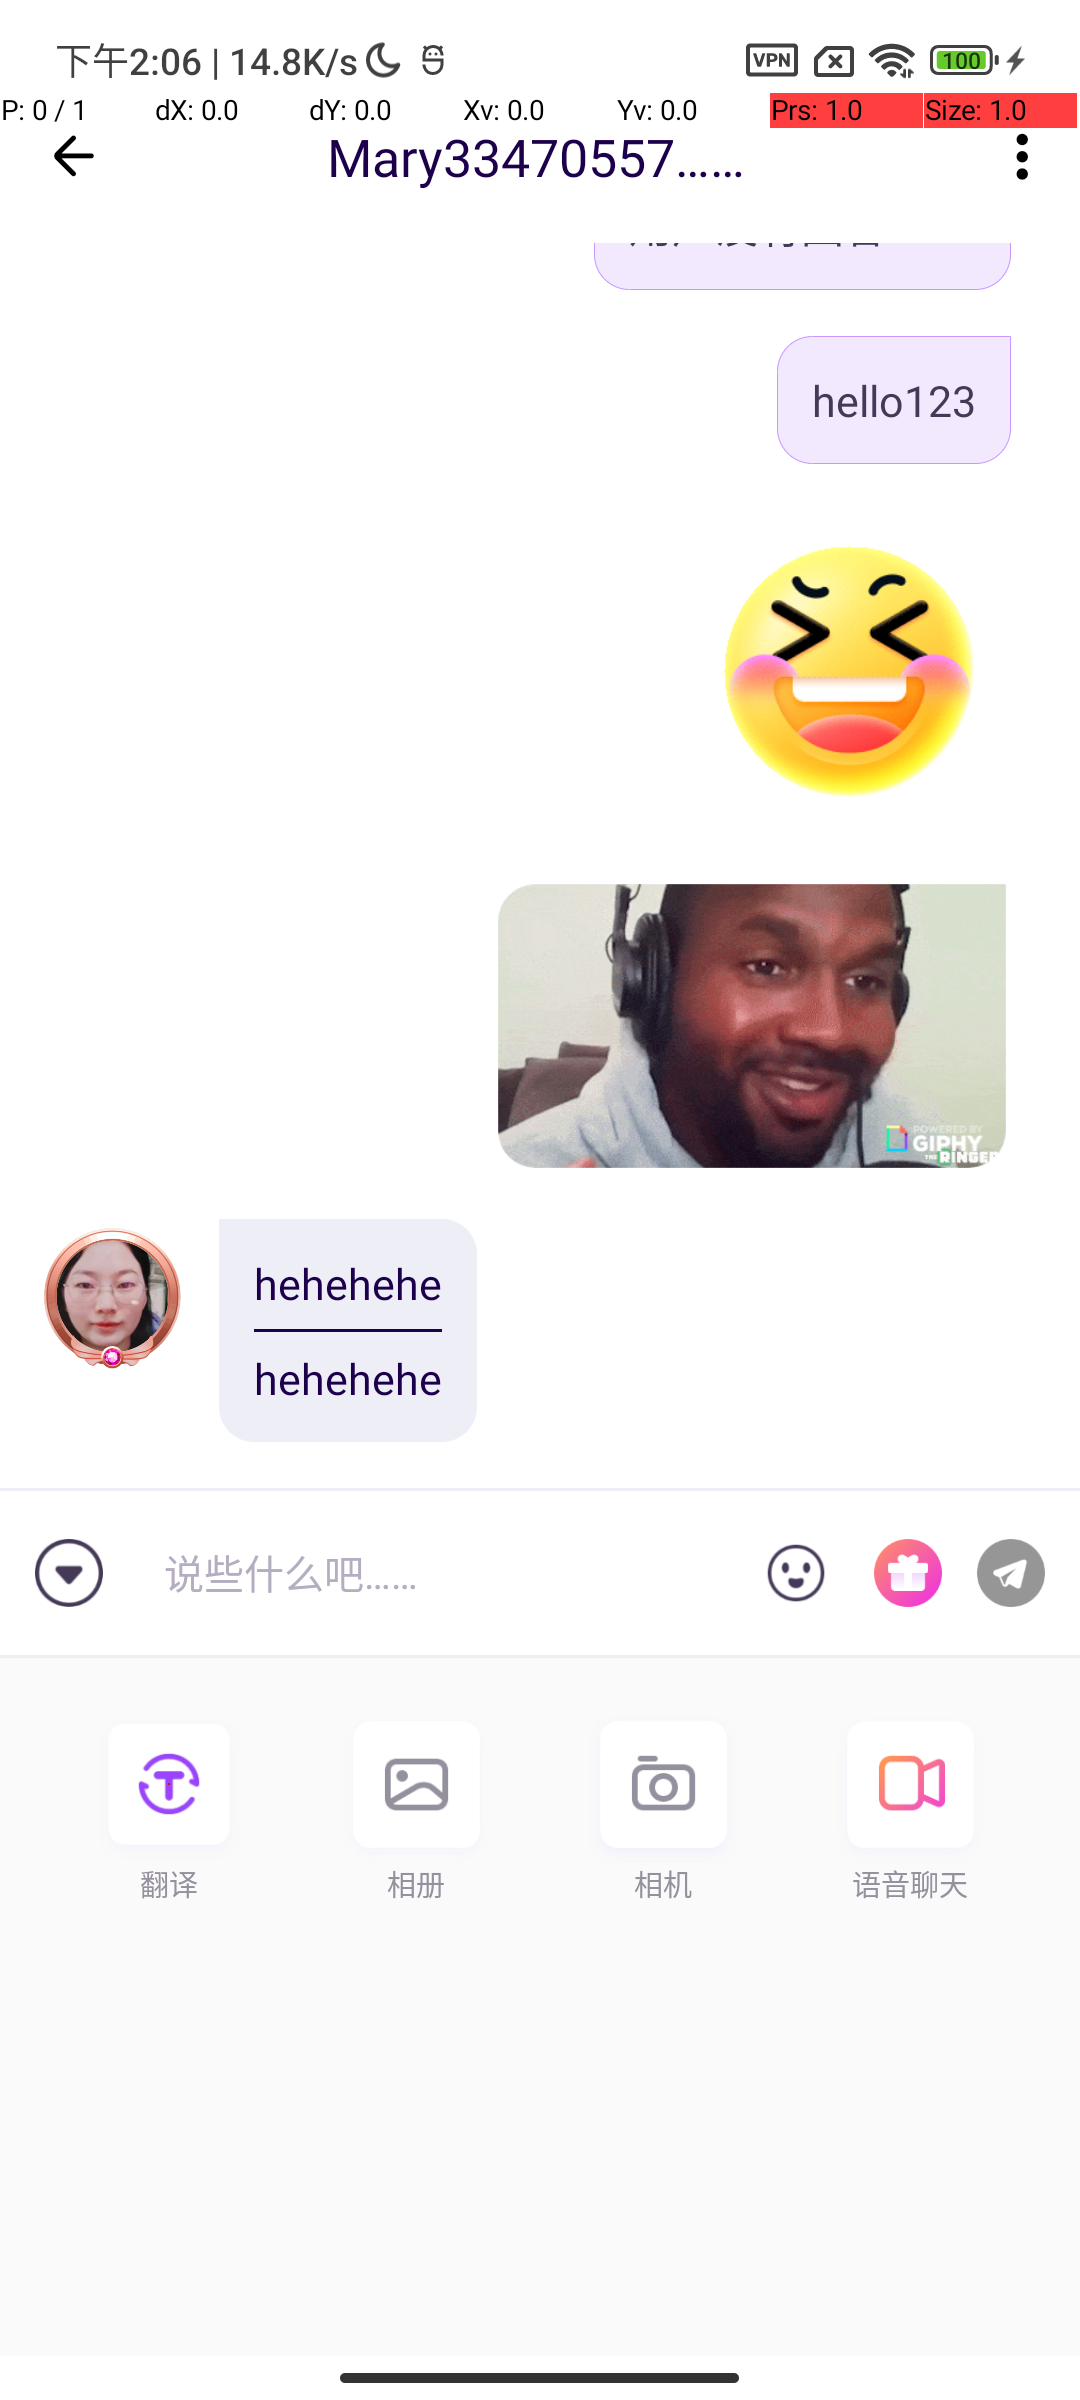 下午2:06 | 14.8K/s VPN 100
P: 0 / 1 dX: 0.0 dY: 0.0 Xv: 0.0 Yv: 0.0 Prs: 1.0 Size: 1.0
Mary33470557......
hello123
POWERED BY
GIPHY
THE RINGER
hehehehe
hehehehe
说些什么吧......
翻译 相册 相机 语音聊天